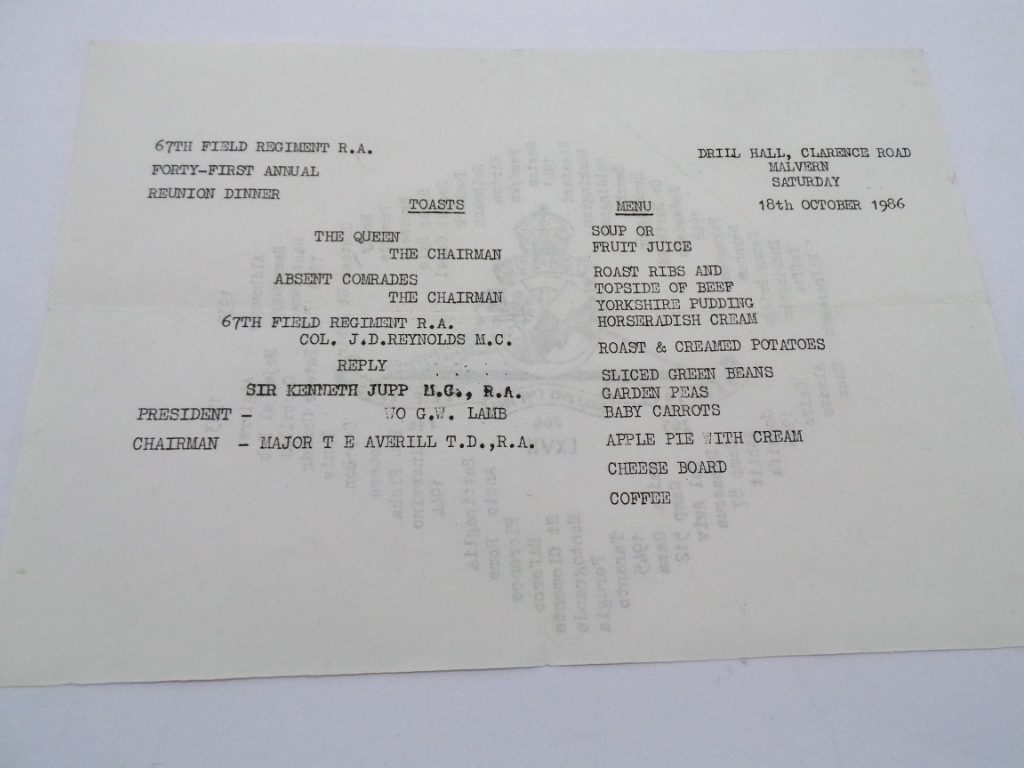 67TH FIELD REGIMENT R.A.
FORTY-FIRST ANNUAL
REUNION DINNER
DRILL HALL, CLARENCE ROAD
MALVERN
SATURDAY
18th OCTOBER 1986
TOASTS
THE QUEEN
THE CHAIRMAN
ABSENT COMRADES
THE CHAIRMAN
67TH FIELD REGIMENT R.A.
COL. J.D.REYNOLDS M.C.
REPLY
SIR KENNETH JUPP M.C., R.A.
PRESIDENT - WO G.W. LAMB
CHAIRMAN - MAJOR T E AVERILL T.D.,R.A.
MENU
SOUP OR
FRUIT JUICE
ROAST RIBS AND
TOPSIDE OF BEEF
YORKSHIRE PUDDING
HORSERADISH CREAM
ROAST & CREAMED POTATOES
SLICED GREEN BEANS
GARDEN PEAS
BABY CARROTS
APPLE PIE WITH CREAM
CHEESE BOARD
COFFEE